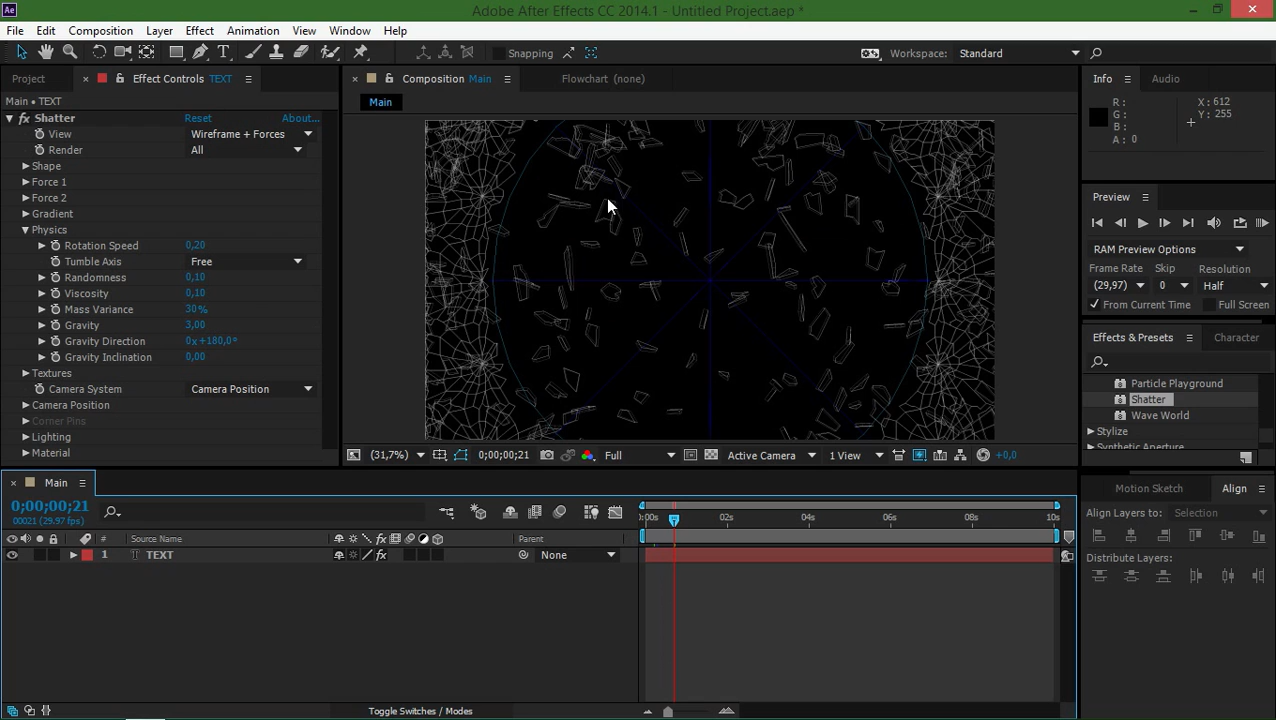 Ae Adobe After Effects CC 2014.1 - Untitled Project.aep *
File Edit Composition Layer Effect Animation View Window Help
Snapping Workspace: Standard
Project Effect Controls TEXT Composition Main Flowchart (none) Info Audio
Main • TEXT Main
R : X : 612
G : Y : 255
B :
A : 0
fx Shatter Reset About...
View Wireframe + Forces
Render All
Shape
Force 1
Force 2
Gradient
Physics
Rotation Speed 0,20
Tumble Axis Free
Randomness 0,10
Viscosity 0,10
Mass Variance 30%
Gravity 3,00
Gravity Direction 0x+180,0°
Gravity Inclination 0,00
Textures
Camera System Camera Position
Camera Position
Corner Pins
Lighting
Material
Preview
RAM Preview Options
Frame Rate Skip Resolution
(29,97) 0 Half
From Current Time Full Screen
Effects & Presets Character
Particle Playground
Shatter
Wave World
Stylize
Synthetic Aperture
(31,7%) 0;00;00;21 Full Active Camera 1 View +0,0
Main
0;00;00;21
00021 (29.97 fps)
# Source Name Parent
1 T TEXT fx None
0:00s 02s 04s 06s 08s 10s
Motion Sketch Align
Align Layers to: Selection
Distribute Layers:
Toggle Switches / Modes